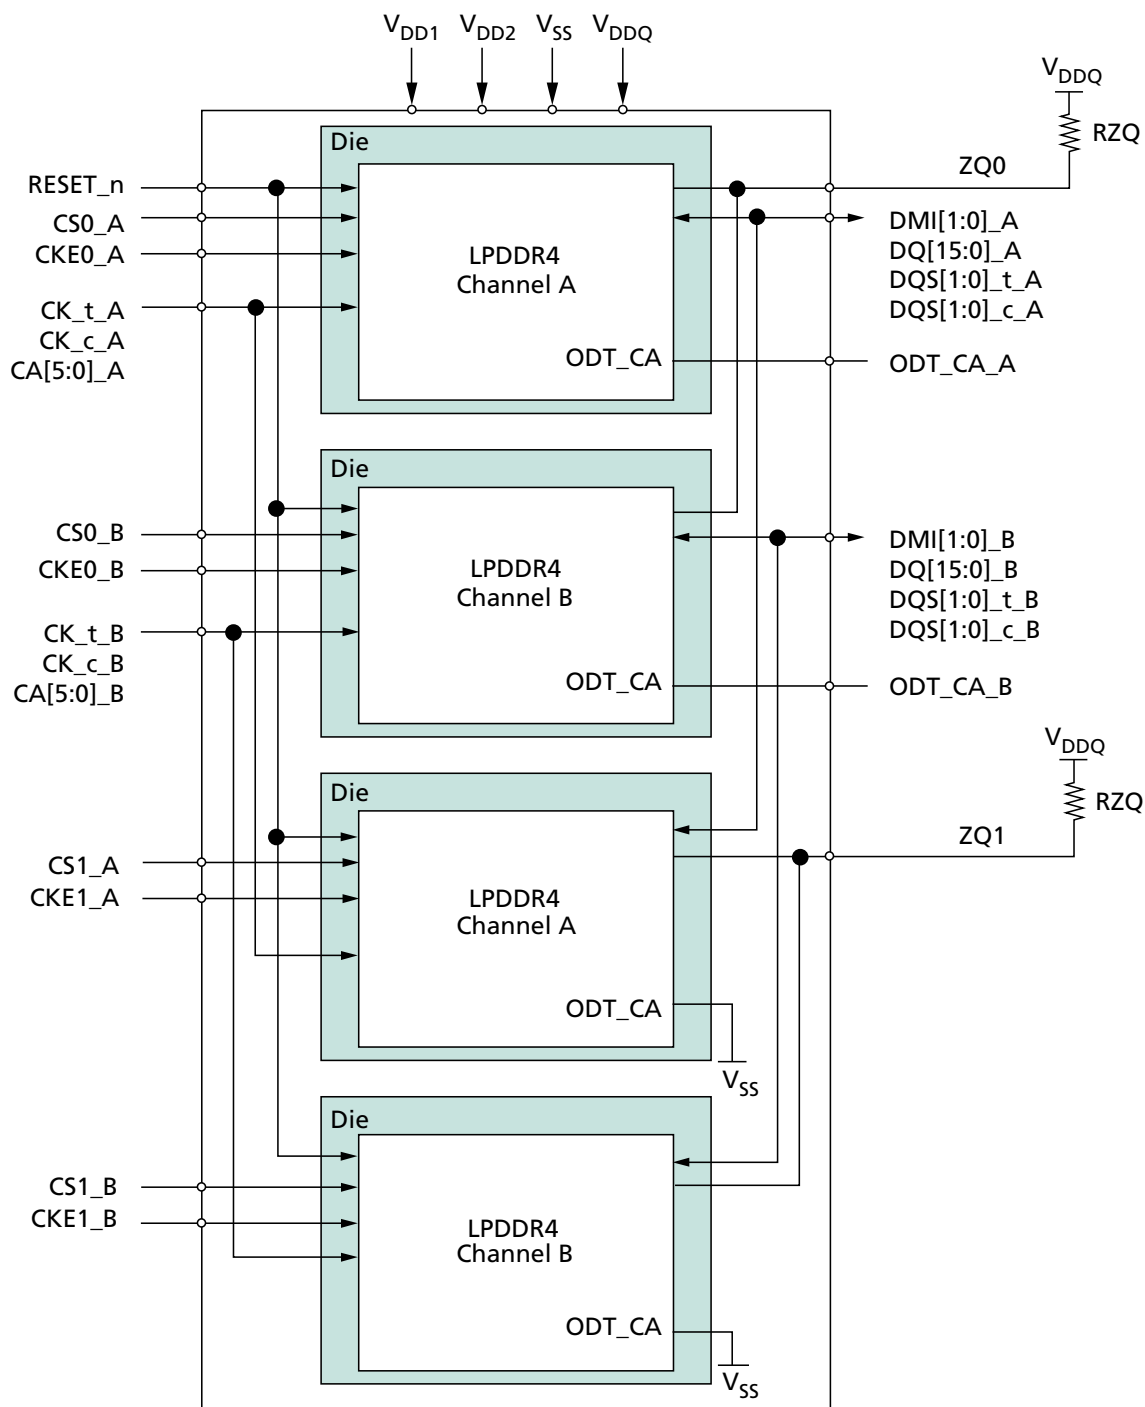 VDD1 VDD2 VSS VDDQ
VDDQ
RZQ
ZQ0
Die
RESET_n
CS0_A
CKE0_A
CK_t_A
CK_c_A
CA[5:0]_A
LPDDR4
Channel A
ODT_CA
DMI[1:0]_A
DQ[15:0]_A
DQS[1:0]_t_A
DQS[1:0]_c_A
ODT_CA_A
Die
CS0_B
CKE0_B
CK_t_B
CK_c_B
CA[5:0]_B
LPDDR4
Channel B
ODT_CA
DMI[1:0]_B
DQ[15:0]_B
DQS[1:0]_t_B
DQS[1:0]_c_B
ODT_CA_B
VDDQ
RZQ
ZQ1
Die
CS1_A
CKE1_A
LPDDR4
Channel A
ODT_CA
VSS
Die
CS1_B
CKE1_B
LPDDR4
Channel B
ODT_CA
VSS